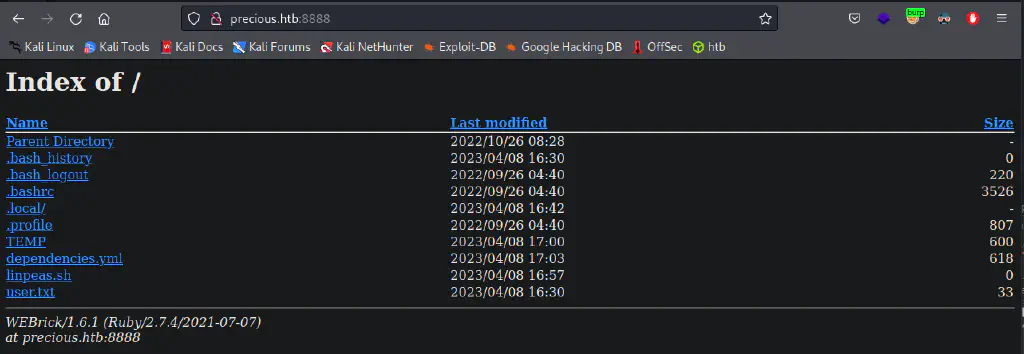 precious.htb:8888
burp
Kali Linux Kali Tools Kali Docs Kali Forums Kali NetHunter Exploit-DB Google Hacking DB OffSec htb
Index of /
Name Last modified Size
Parent Directory 2022/10/26 08:28 -
.bash_history 2023/04/08 16:30 0
.bash_logout 2022/09/26 04:40 220
.bashrc 2022/09/26 04:40 3526
.local/ 2023/04/08 16:42 -
.profile 2022/09/26 04:40 807
TEMP 2023/04/08 17:00 600
dependencies.yml 2023/04/08 17:03 618
linpeas.sh 2023/04/08 16:57 0
user.txt 2023/04/08 16:30 33
WEBrick/1.6.1 (Ruby/2.7.4/2021-07-07)
at precious.htb:8888